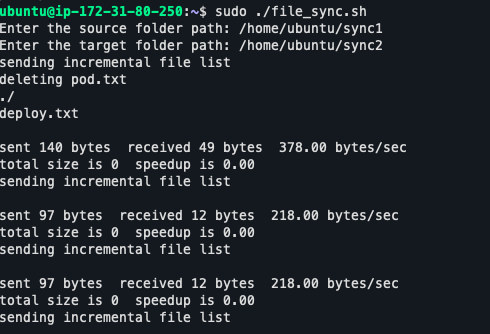 ubuntu@ip-172-31-80-250:~$ sudo ./file_sync.sh
Enter the source folder path: /home/ubuntu/sync1
Enter the target folder path: /home/ubuntu/sync2
sending incremental file list
deleting pod.txt
./
deploy.txt

sent 140 bytes  received 49 bytes  378.00 bytes/sec
total size is 0  speedup is 0.00
sending incremental file list

sent 97 bytes  received 12 bytes  218.00 bytes/sec
total size is 0  speedup is 0.00
sending incremental file list

sent 97 bytes  received 12 bytes  218.00 bytes/sec
total size is 0  speedup is 0.00
sending incremental file list